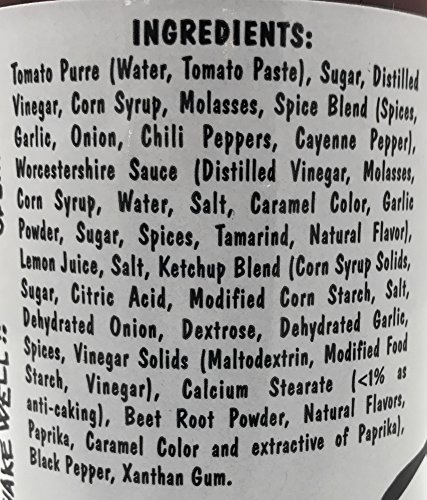 INGREDIENTS:
Tomato Purre (Water, Tomato Paste), Sugar, Distilled
Vinegar, Corn Syrup, Molasses, Spice Blend (Spices,
Garlic, Onion, Chili Peppers, Cayenne Pepper),
Worcestershire Sauce (Distilled Vinegar, Molasses,
Corn Syrup, Water, Salt, Caramel Color, Garlic
Powder, Sugar, Spices, Tamarind, Natural Flavor),
Lemon Juice, Salt, Ketchup Blend (Corn Syrup Solids,
Sugar, Citric Acid, Modified Corn Starch, Salt,
Dehydrated Onion, Dextrose, Dehydrated Garlic,
Spices, Vinegar Solids (Maltodextrin, Modified Food
Starch, Vinegar), Calcium Stearate (<1% as
anti-caking), Beet Root Powder, Natural Flavors,
Paprika, Caramel Color and extractive of Paprika),
Black Pepper, Xanthan Gum.
AKE WELL!!